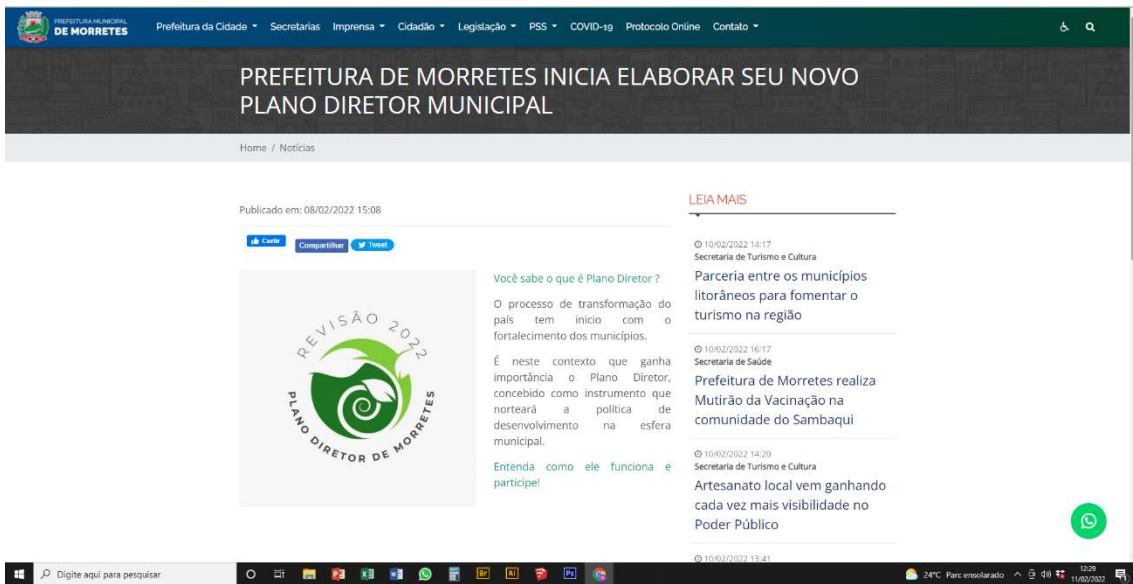 PREFEITURA MUNICIPAL
DE MORRETES
Prefeitura da Cidade Secretarias Imprensa Cidadão Legislação PSS COVID-19 Protocolo Online Contato
PREFEITURA DE MORRETES INICIA ELABORAR SEU NOVO
PLANO DIRETOR MUNICIPAL
Home / Notícias
Publicado em: 08/02/2022 15:08
Curtir Compartilhar Tweet
REVISÃO 2022
PLANO DIRETOR DE MORRETES
Você sabe o que é Plano Diretor ?
O processo de transformação do
país tem inicio com o
fortalecimento dos municípios.
É neste contexto que ganha
importância o Plano Diretor,
concebido como instrumento que
norteará a política de
desenvolvimento na esfera
municipal.
Entenda como ele funciona e
participe!
LEIA MAIS
10/02/2022 14:17
Secretaria de Turismo e Cultura
Parceria entre os municípios
litorâneos para fomentar o
turismo na região
10/02/2022 16:17
Secretaria de Saúde
Prefeitura de Morretes realiza
Mutirão da Vacinação na
comunidade do Sambaqui
10/02/2022 14:20
Secretaria de Turismo e Cultura
Artesanato local vem ganhando
cada vez mais visibilidade no
Poder Público
10/02/2022 13:41
Digite aqui para pesquisar
Br Ai Ps
24°C Parc ensolarado
12:29
11/02/2022